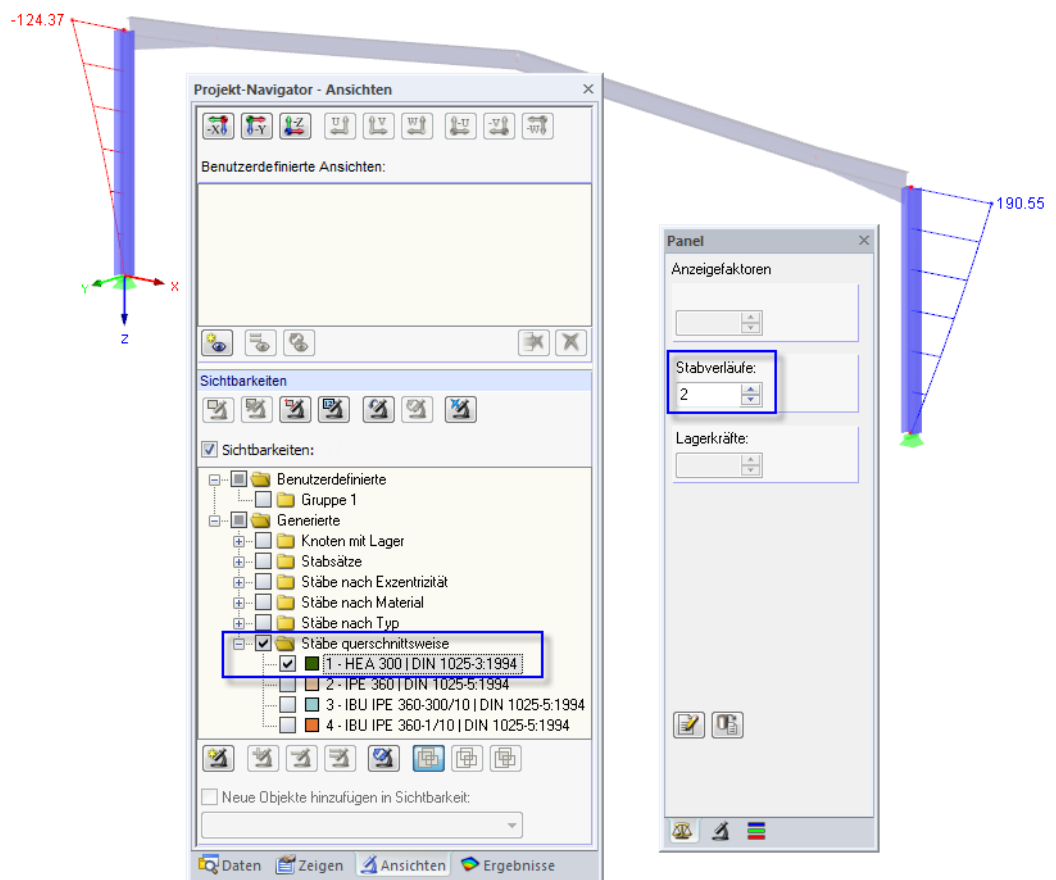 -124.37
Projekt-Navigator - Ansichten
-X -Y -Z U V W -U -V -W
Benutzerdefinierte Ansichten:
190.55
Panel
Anzeigefaktoren
Y X
Z
Stabverläufe:
2
Sichtbarkeiten
Lagerkräfte:
Sichtbarkeiten:
Benutzerdefinierte
Gruppe 1
Generierte
Knoten mit Lager
Stabsätze
Stäbe nach Exzentrizität
Stäbe nach Material
Stäbe nach Typ
Stäbe querschnittsweise
1 - HEA 300 | DIN 1025-3:1994
2 - IPE 360 | DIN 1025-5:1994
3 - IBU IPE 360-300/10 | DIN 1025-5:1994
4 - IBU IPE 360-1/10 | DIN 1025-5:1994
Neue Objekte hinzufügen in Sichtbarkeit:
Daten Zeigen Ansichten Ergebnisse